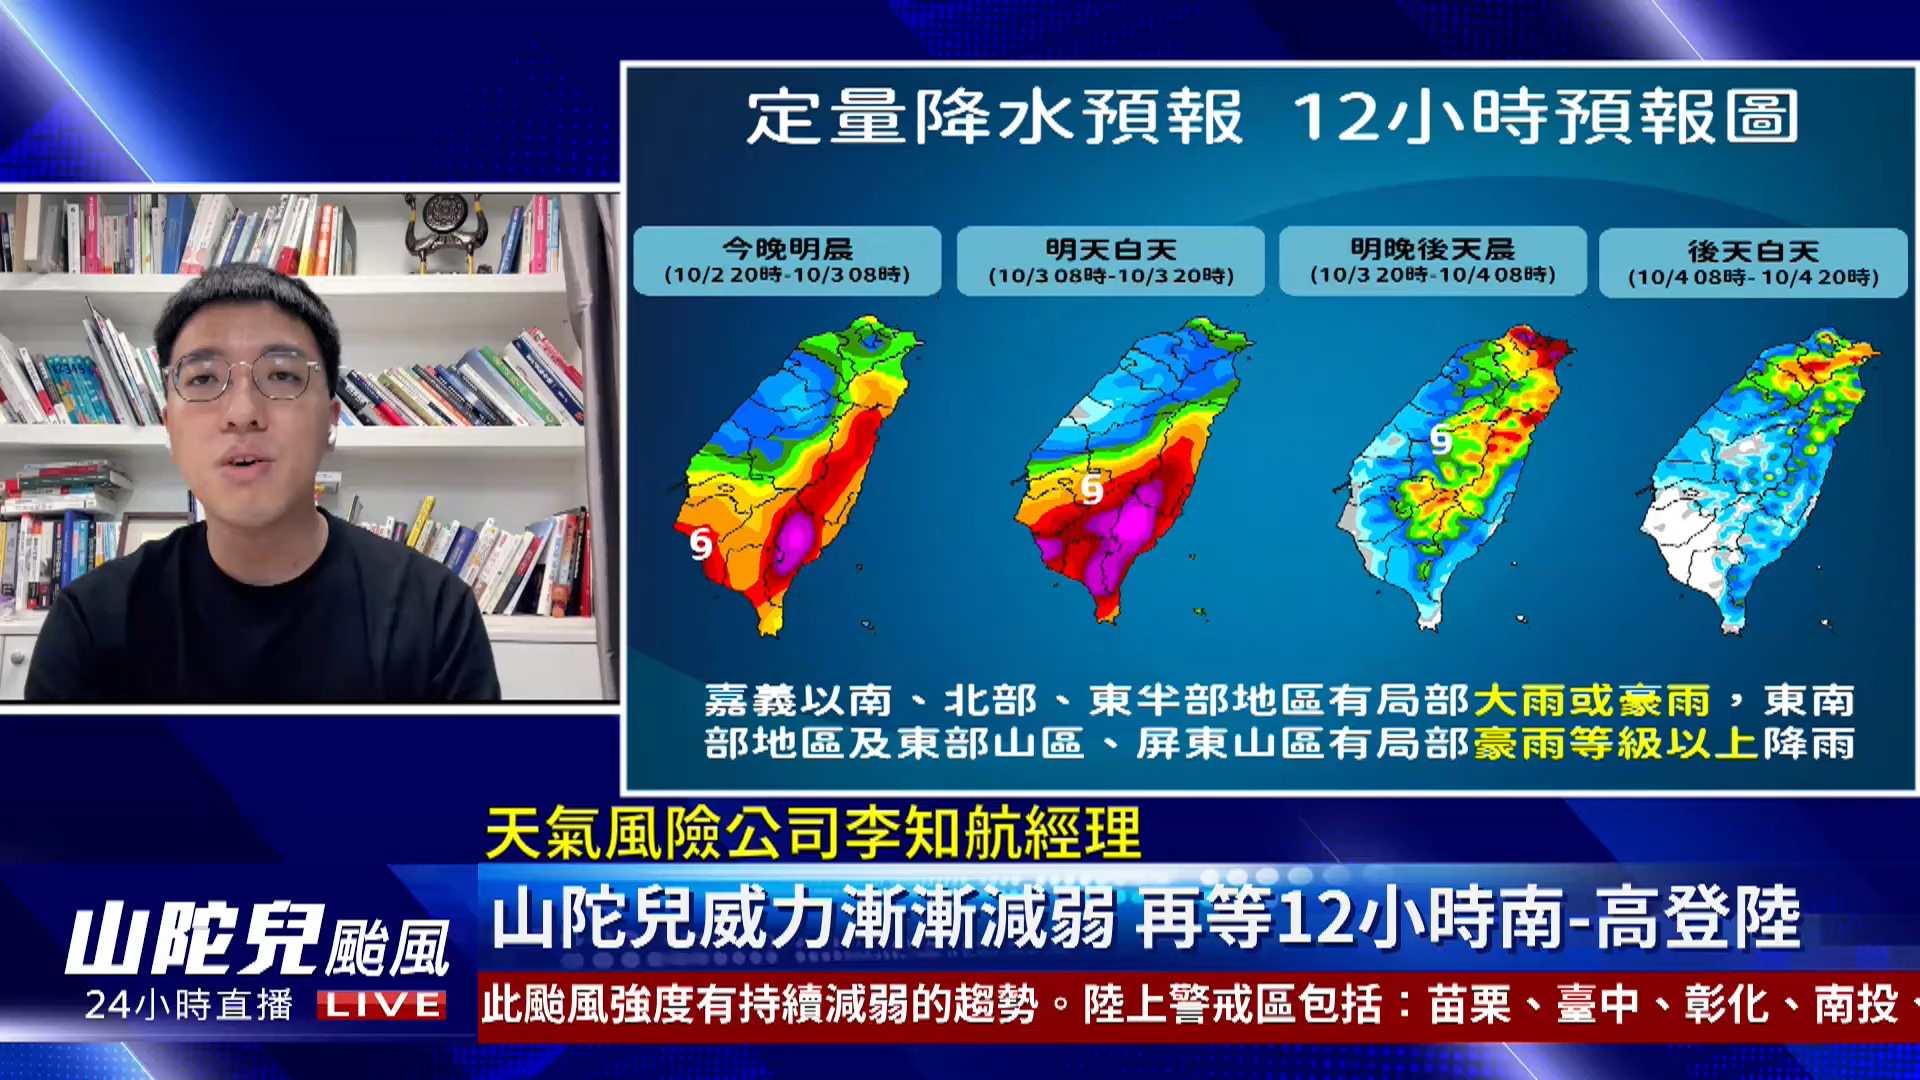 定量降水預報 12小時預報圖
今晚明晨
(10/2 20時-10/3 08時)
明天白天
(10/3 08時-10/3 20時)
明晚後天晨
(10/3 20時-10/4 08時)
後天白天
(10/4 08時- 10/4 20時)
嘉義以南、北部、東半部地區有局部大雨或豪雨，東南
部地區及東部山區、屏東山區有局部豪雨等級以上降雨
天氣風險公司李知航經理
山陀兒威力漸漸減弱 再等12小時南-高登陸
山陀兒颱風
24小時直播 LIVE
此颱風強度有持續減弱的趨勢。陸上警戒區包括：苗栗、臺中、彰化、南投、